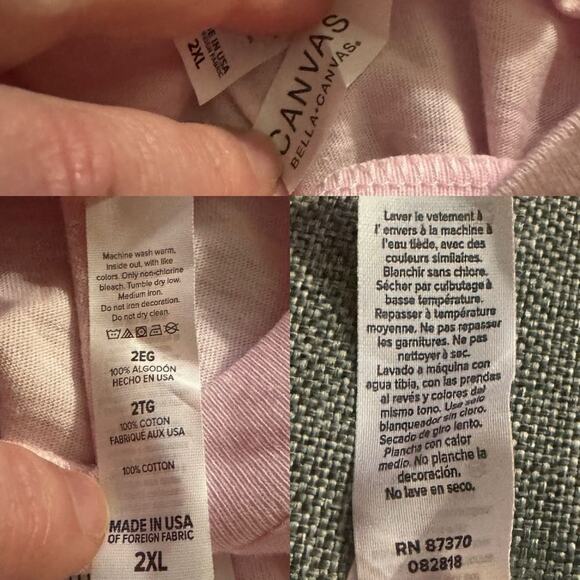 MADE IN USA
OF FOREIGN FABRIC
2XL
CANVAS
BELLA+CANVAS®
Machine wash warm.
Inside out, with like
colors. Only non-chlorine
bleach. Tumble dry low.
Medium iron.
Do not iron decoration.
Do not dry clean.
2EG
100% ALGODÓN
HECHO EN USA
2TG
100% COTON
FABRIQUÉ AUX USA
100% COTTON
MADE IN USA
OF FOREIGN FABRIC
2XL
Laver le vetement à
l' envers à la machine à
l'eau tiède, avec des
couleurs similaires.
Blanchir sans chlore.
Sécher par culbutage à
basse température.
Repasser à température
moyenne. Ne pas repasser
les garnitures. Ne pas
nettoyer à sec.
Lavado a máquina con
agua tibia, con las prendas
al revés y colores del
mismo tono. Use solo
blanqueador sin cloro.
Secado de giro lento.
Plancha con calor
medio. No planche la
decoración.
No lave en seco.
RN 87370
082818